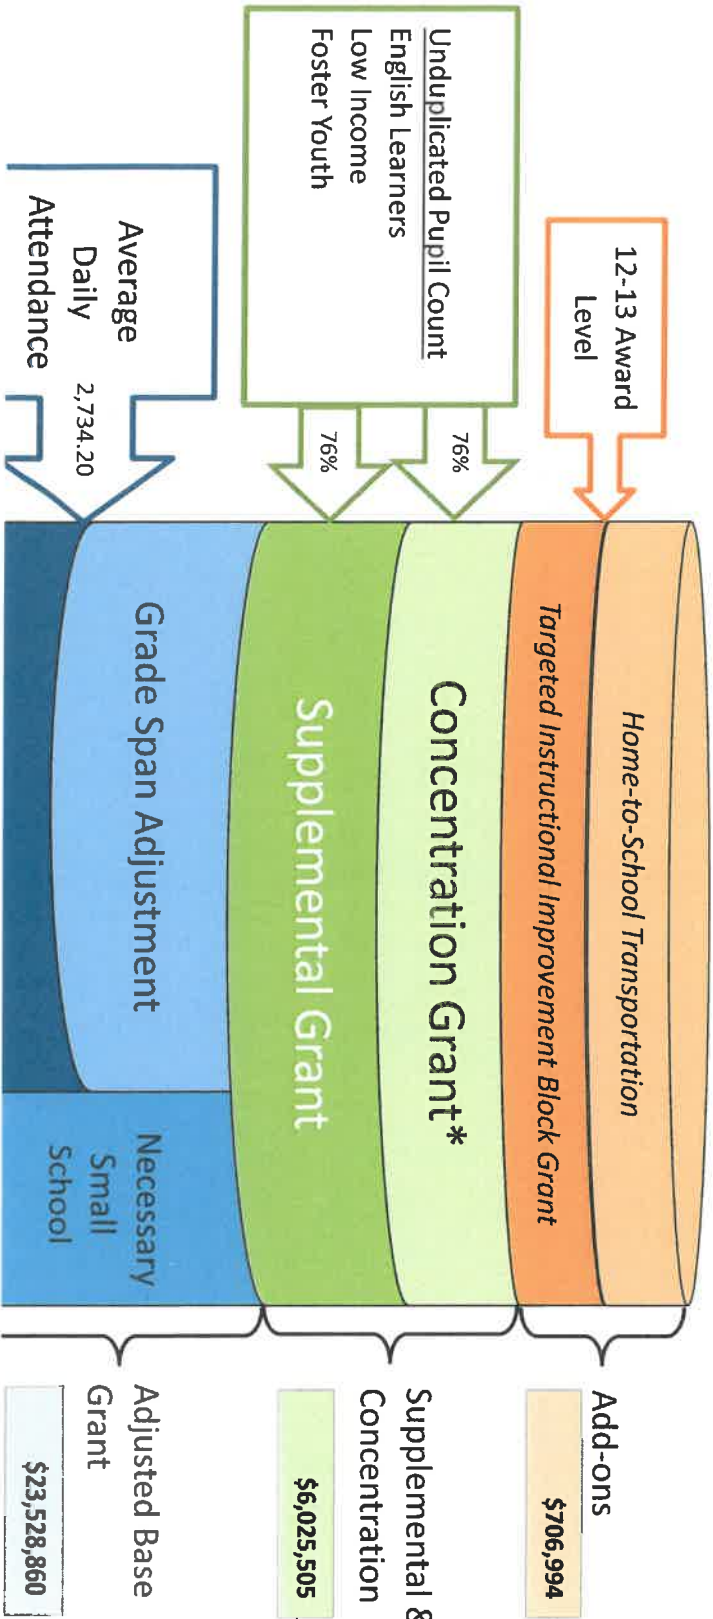 12-13 Award
Level
Unduplicated Pupil Count
English Learners
Low Income
Foster Youth
76%
76%
Average
Daily
Attendance
2,734.20
Home-to-School Transportation
Targeted Instructional Improvement Block Grant
Concentration Grant*
Supplemental Grant
Grade Span Adjustment
Necessary
Small
School
Add-ons
$706,994
Supplemental &
Concentration
$6,025,505
Adjusted Base
Grant
$23,528,860